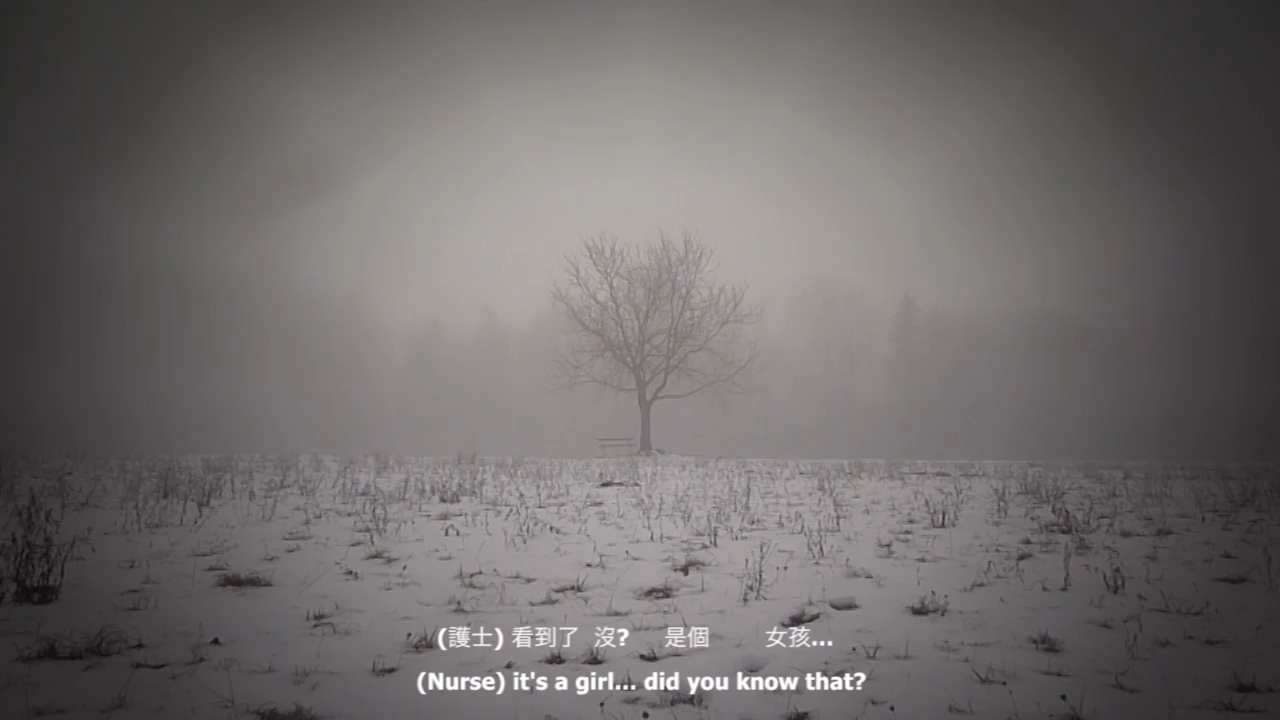 (護士) 看到了 沒? 是個 女孩...
(Nurse) it's a girl... did you know that?